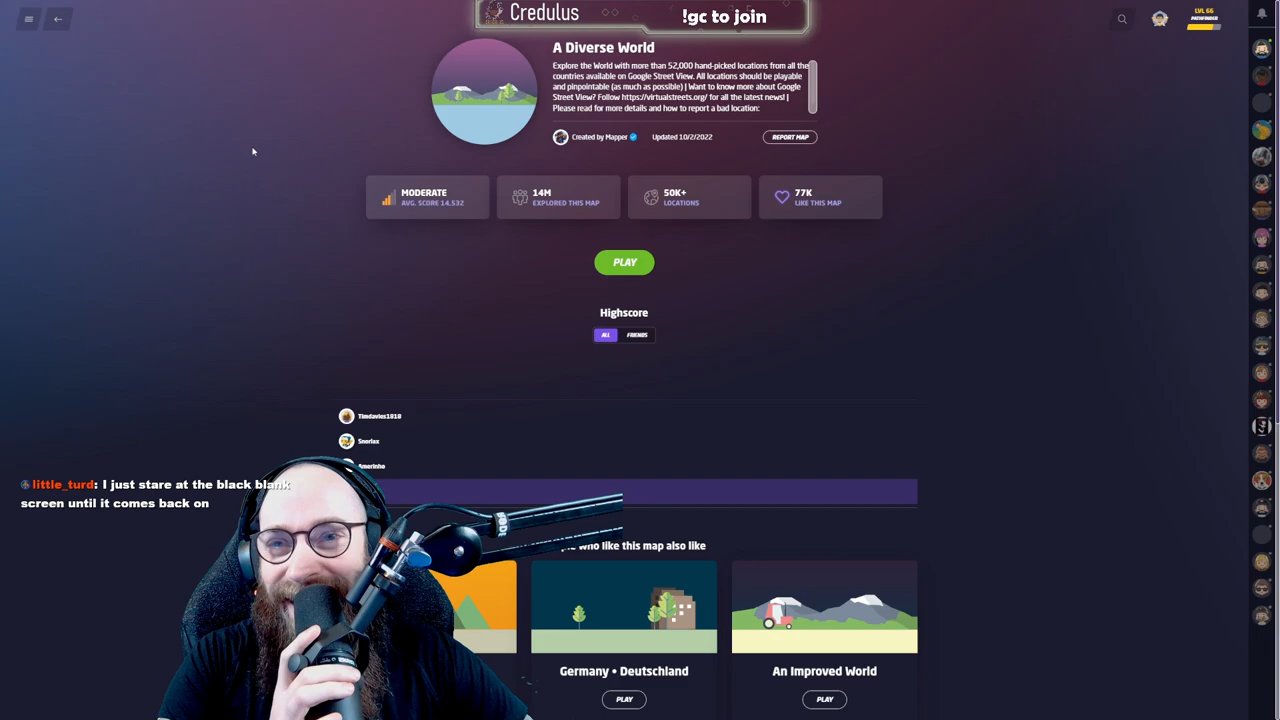 Credulus
!gc to join
LVL 66
PATHFINDER
A Diverse World
Explore the World with more than 52,000 hand-picked locations from all the
countries available on Google Street View. All locations should be playable
and pinpointable (as much as possible) | Want to know more about Google
Street View? Follow https://virtualstreets.org/ for all the latest news! |
Please read for more details and how to report a bad location:
Created by Mapper
Updated 10/2/2022
REPORT MAP
MODERATE
AVG. SCORE 14,532
14M
EXPLORED THIS MAP
50K+
LOCATIONS
77K
LIKE THIS MAP
PLAY
Highscore
ALL
FRIENDS
Timdavies1818
Snorlax
Amerinho
little_turd: I just stare at the black blank
screen until it comes back on
who like this map also like
Germany • Deutschland
An Improved World
PLAY
PLAY